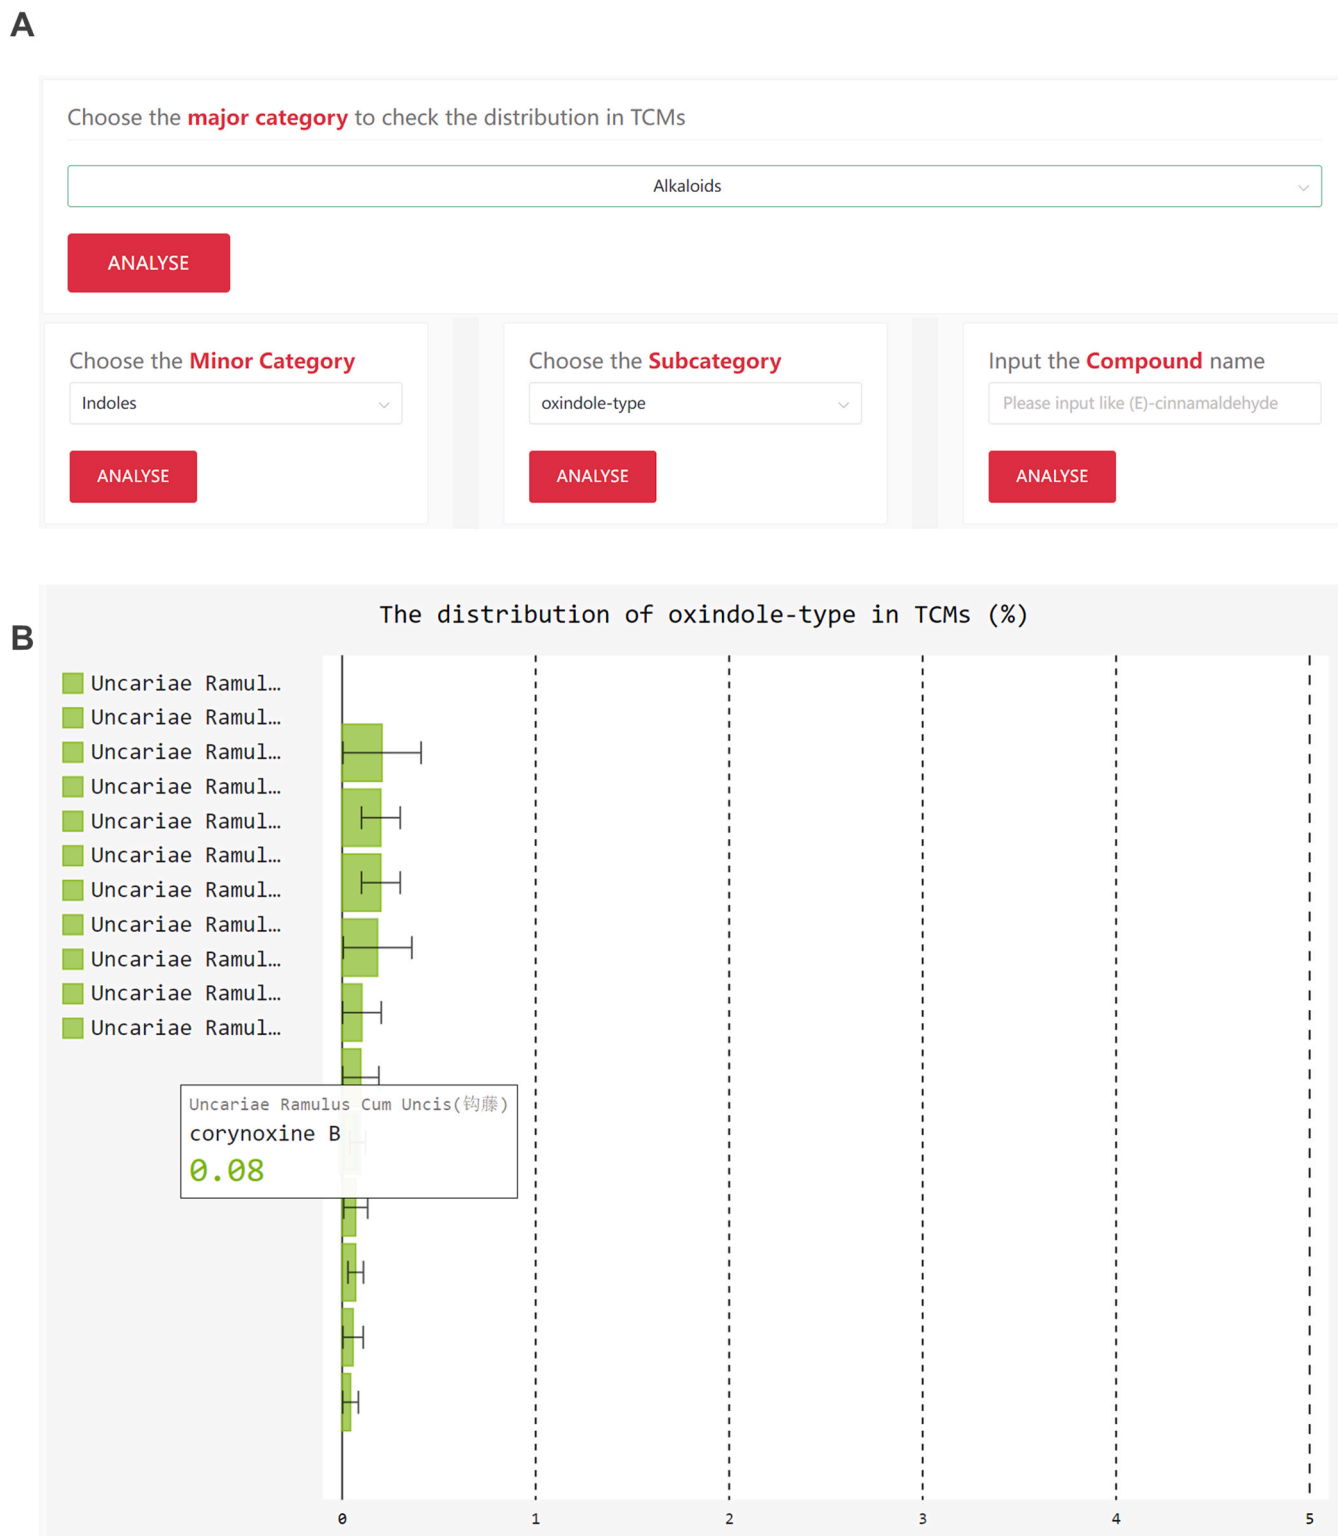 A
Choose the major category to check the distribution in TCMs
Alkaloids
ANALYSE
Choose the Minor Category
Indoles
ANALYSE
Choose the Subcategory
oxindole-type
ANALYSE
Input the Compound name
Please input like (E)-cinnamaldehyde
ANALYSE
B
The distribution of oxindole-type in TCMs (%)
Uncariae Ramul…
Uncariae Ramul…
Uncariae Ramul…
Uncariae Ramul…
Uncariae Ramul…
Uncariae Ramul…
Uncariae Ramul…
Uncariae Ramul…
Uncariae Ramul…
Uncariae Ramul…
Uncariae Ramul…
Uncariae Ramulus Cum Uncis(钩藤)
corynoxine B
0.08
0 1 2 3 4 5